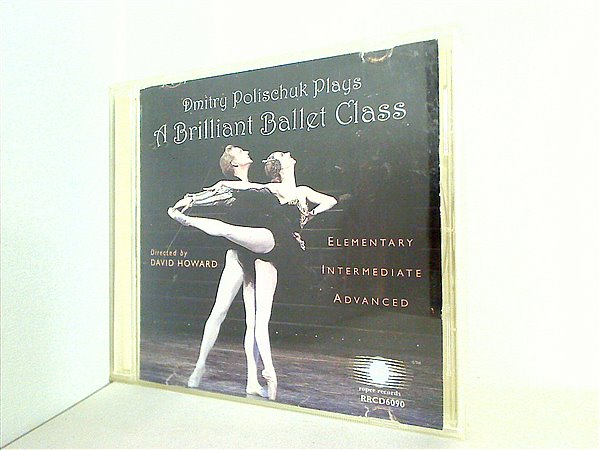 Dmitry Polischuk Plays
A Brilliant Ballet Class
Directed by
DAVID HOWARD
ELEMENTARY
INTERMEDIATE
ADVANCED
roper records
RRCD6090